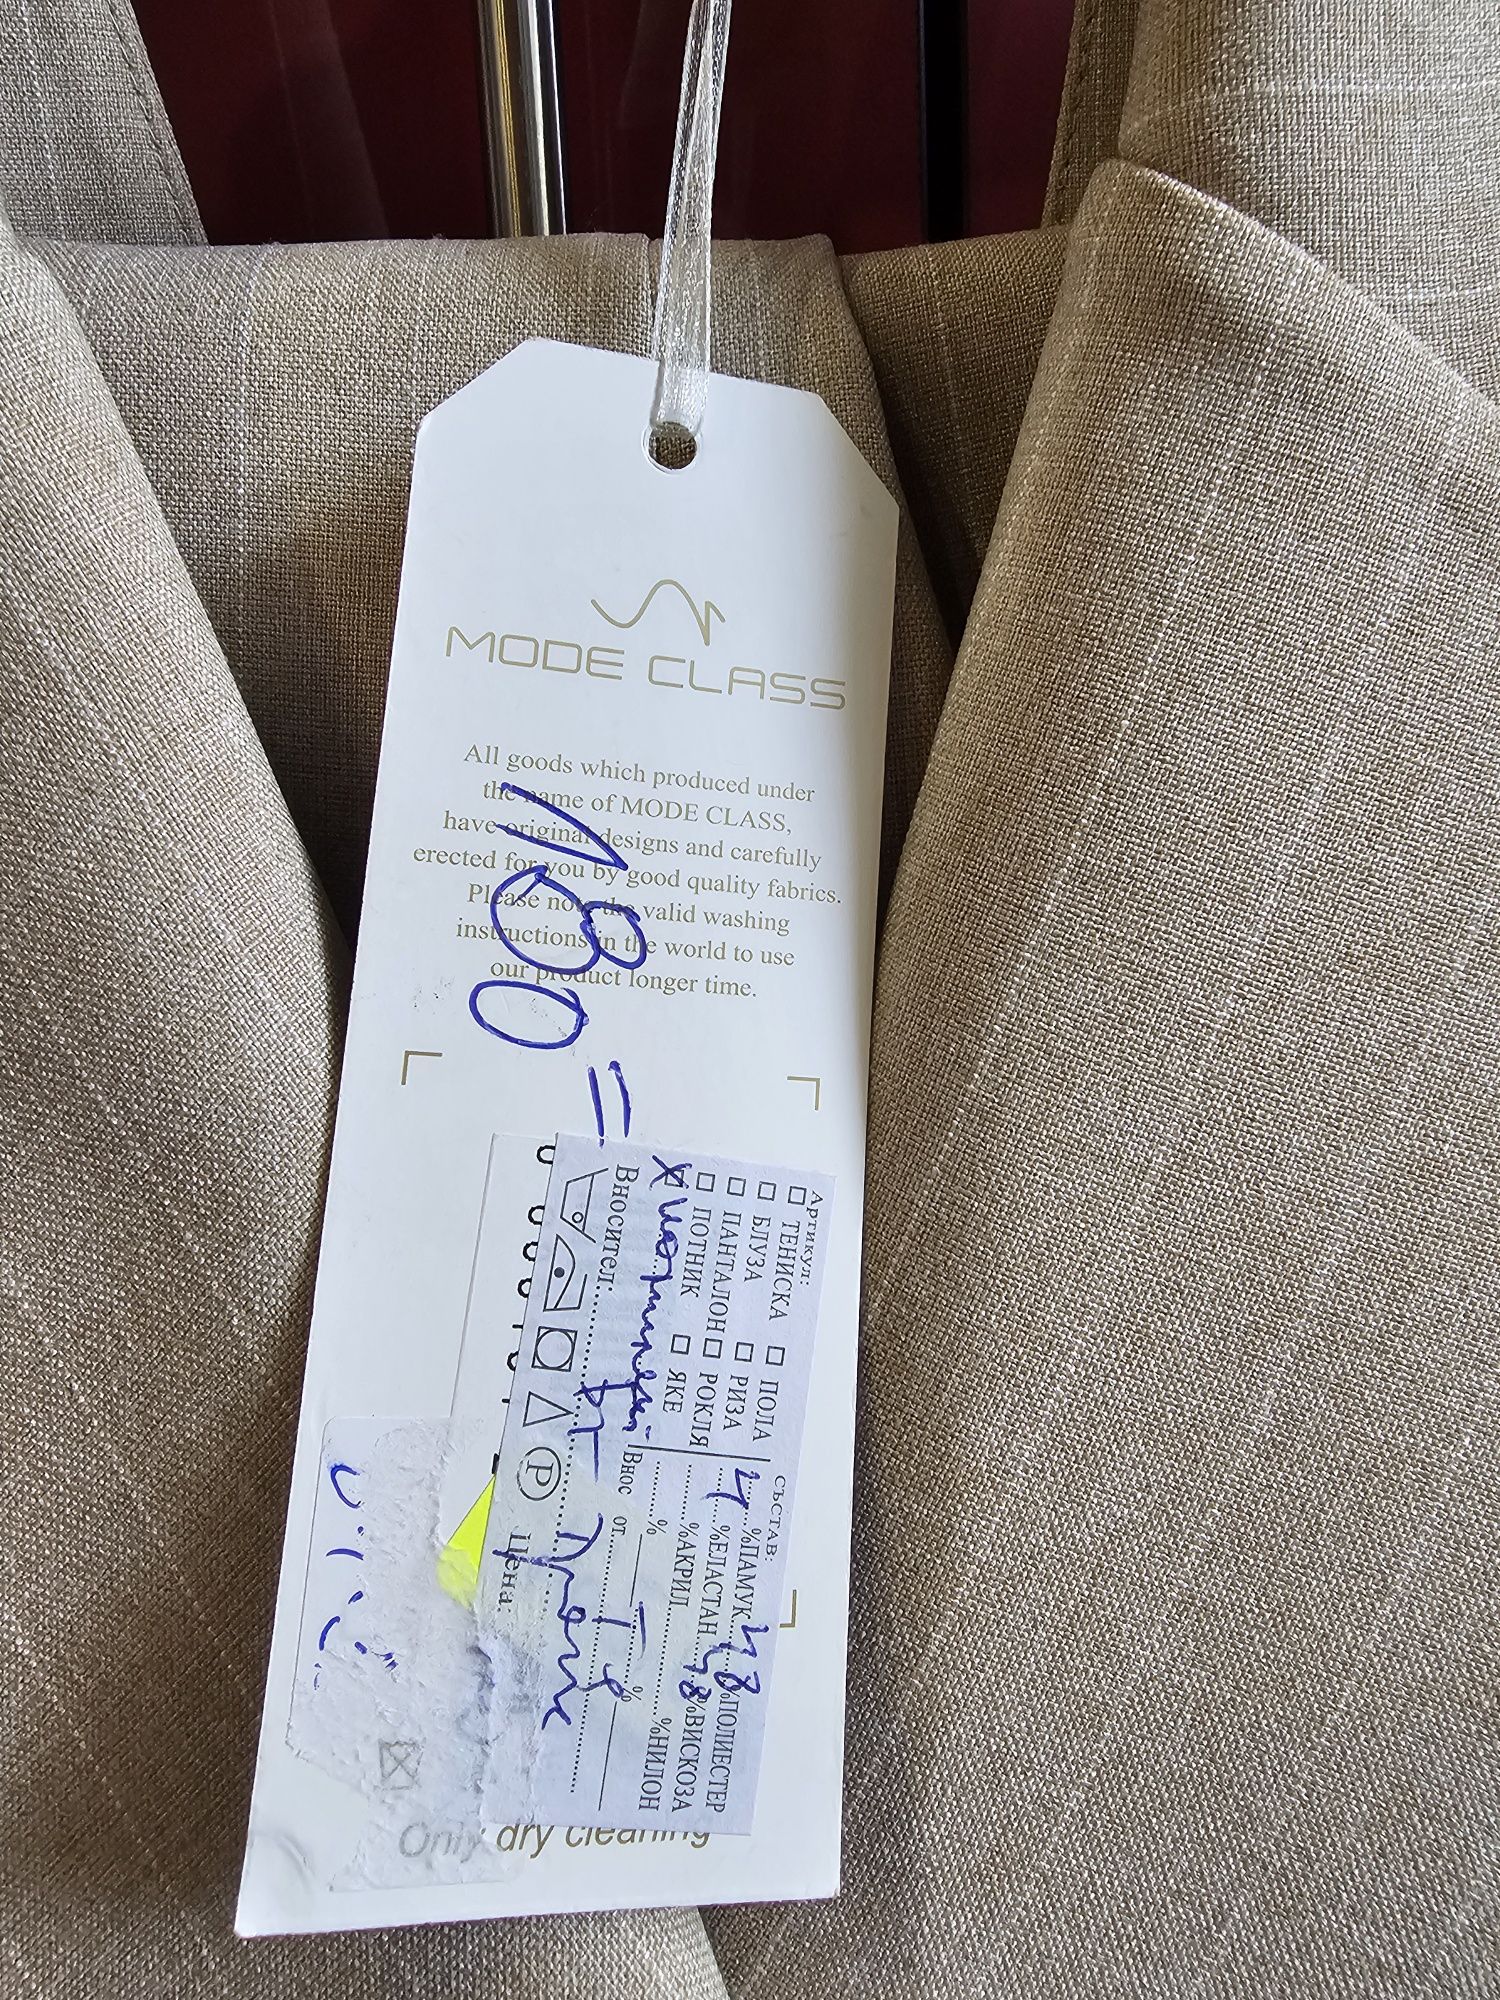 MODE CLASS
All goods which produced under
the name of MODE CLASS,
have original designs and carefully
erected for you by good quality fabrics.
Please note the valid washing
instructions in the world to use
our product longer time.
180=
Артикул:
СЪСТАВ:
ТЕНИСКА
ПОЛА
БЛУЗА
РИЗА
ПАНТАЛОН
РОКЛЯ
ПОТНИК
ЯКЕ
%ПАМУК 48 %ПОЛИЕСТЕР
4 %ЕЛАСТАН 48 %ВИСКОЗА
%АКРИЛ %НИЛОН
% %
Вносител:
Внос от
P
Цена:
Only dry cleaning